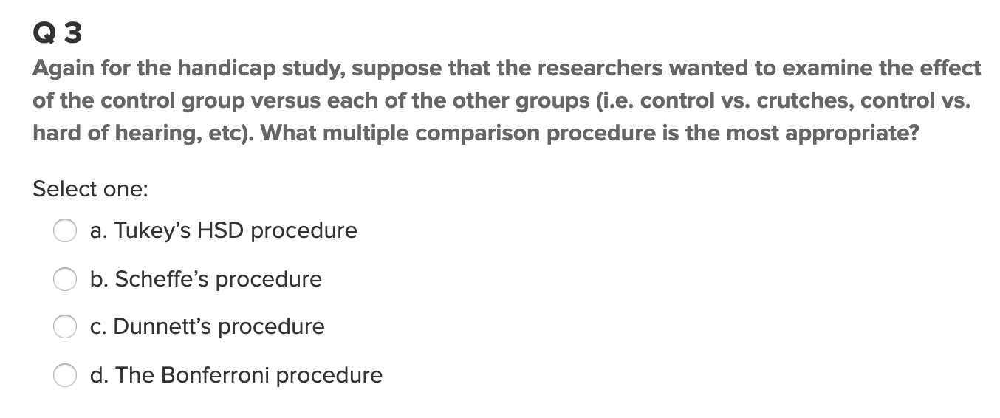 Q 3
Again for the handicap study, suppose that the researchers wanted to examine the effect
of the control group versus each of the other groups (i.e. control vs. crutches, control vs.
hard of hearing, etc). What multiple comparison procedure is the most appropriate?
Select one:
a. Tukey’s HSD procedure
b. Scheffe’s procedure
c. Dunnett’s procedure
d. The Bonferroni procedure